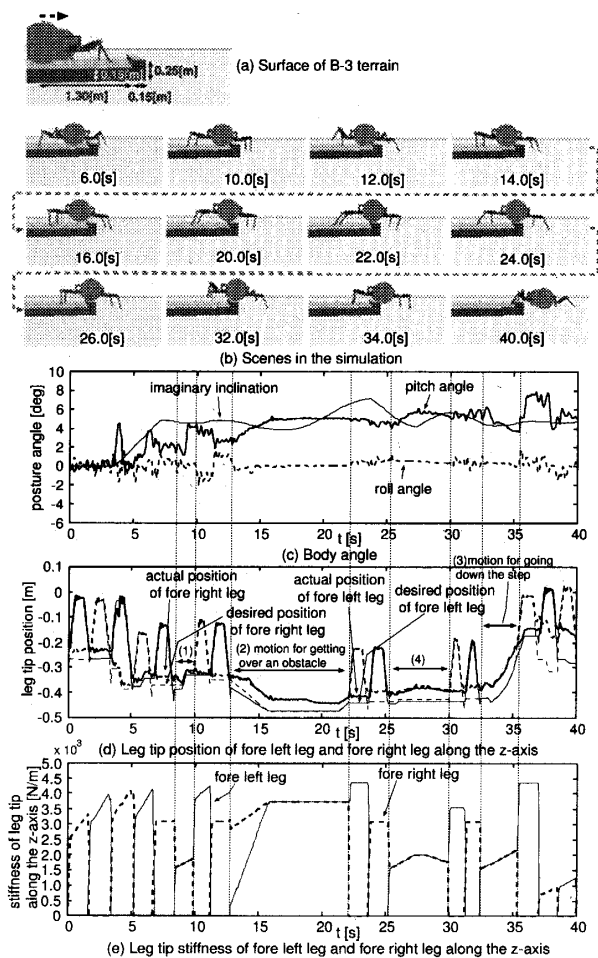 0.15[m]
0.25[m]
1.30[m]
0.15[m]
(a) Surface of B-3 terrain
6.0[s]
10.0[s]
12.0[s]
14.0[s]
16.0[s]
20.0[s]
22.0[s]
24.0[s]
26.0[s]
32.0[s]
34.0[s]
40.0[s]
(b) Scenes in the simulation
posture angle [deg]
10
8
6
4
2
0
-2
-4
-6
imaginary inclination
pitch angle
roll angle
0 5 10 15 20 25 30 35 40
t [s]
(c) Body angle
leg tip position [m]
0.1
0
-0.1
-0.2
-0.3
-0.4
-0.5
actual position
of fore right leg
desired position
of fore right leg
actual position
of fore left leg
desired position
of fore left leg
(3)motion for going
down the step
(1)
(2) motion for getting
over an obstacle
(4)
0 5 10 15 20 25 30 35 40
t [s]
(d) Leg tip position of fore left leg and fore right leg along the z-axis
x 10³
stiffness of leg tip
along the z-axis [N/m]
5.0
4.5
4.0
3.5
3.0
2.5
2.0
1.5
1.0
0.5
0
fore left leg
fore right leg
0 5 10 15 20 25 30 35 40
t [s]
(e) Leg tip stiffness of fore left leg and fore right leg along the z-axis